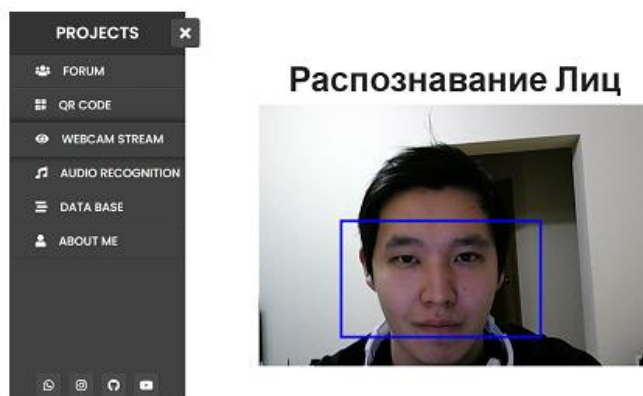 PROJECTS
FORUM
QR CODE
WEBCAM STREAM
AUDIO RECOGNITION
DATA BASE
ABOUT ME
Распознавание Лиц